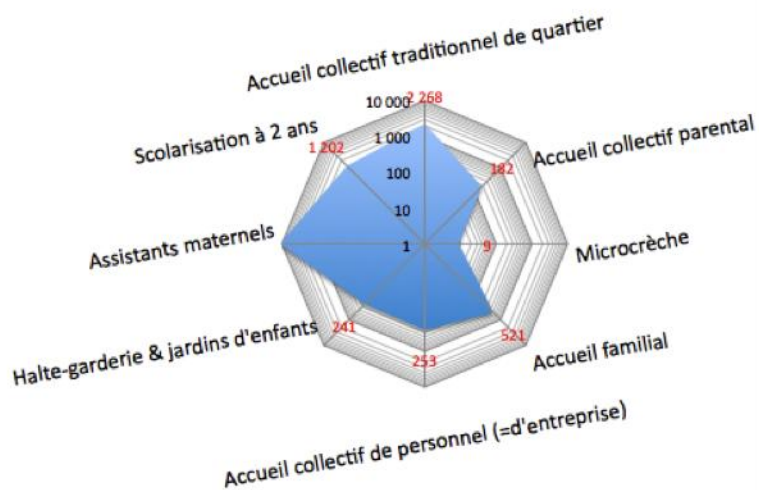 Accueil collectif traditionnel de quartier
10 000
2 268
Scolarisation à 2 ans
1 202
1 000
Accueil collectif parental
182
100
Assistants maternels
10
Microcrèche
9
1
Halte-garderie & jardins d'enfants
241
521
Accueil familial
253
Accueil collectif de personnel (=d'entreprise)